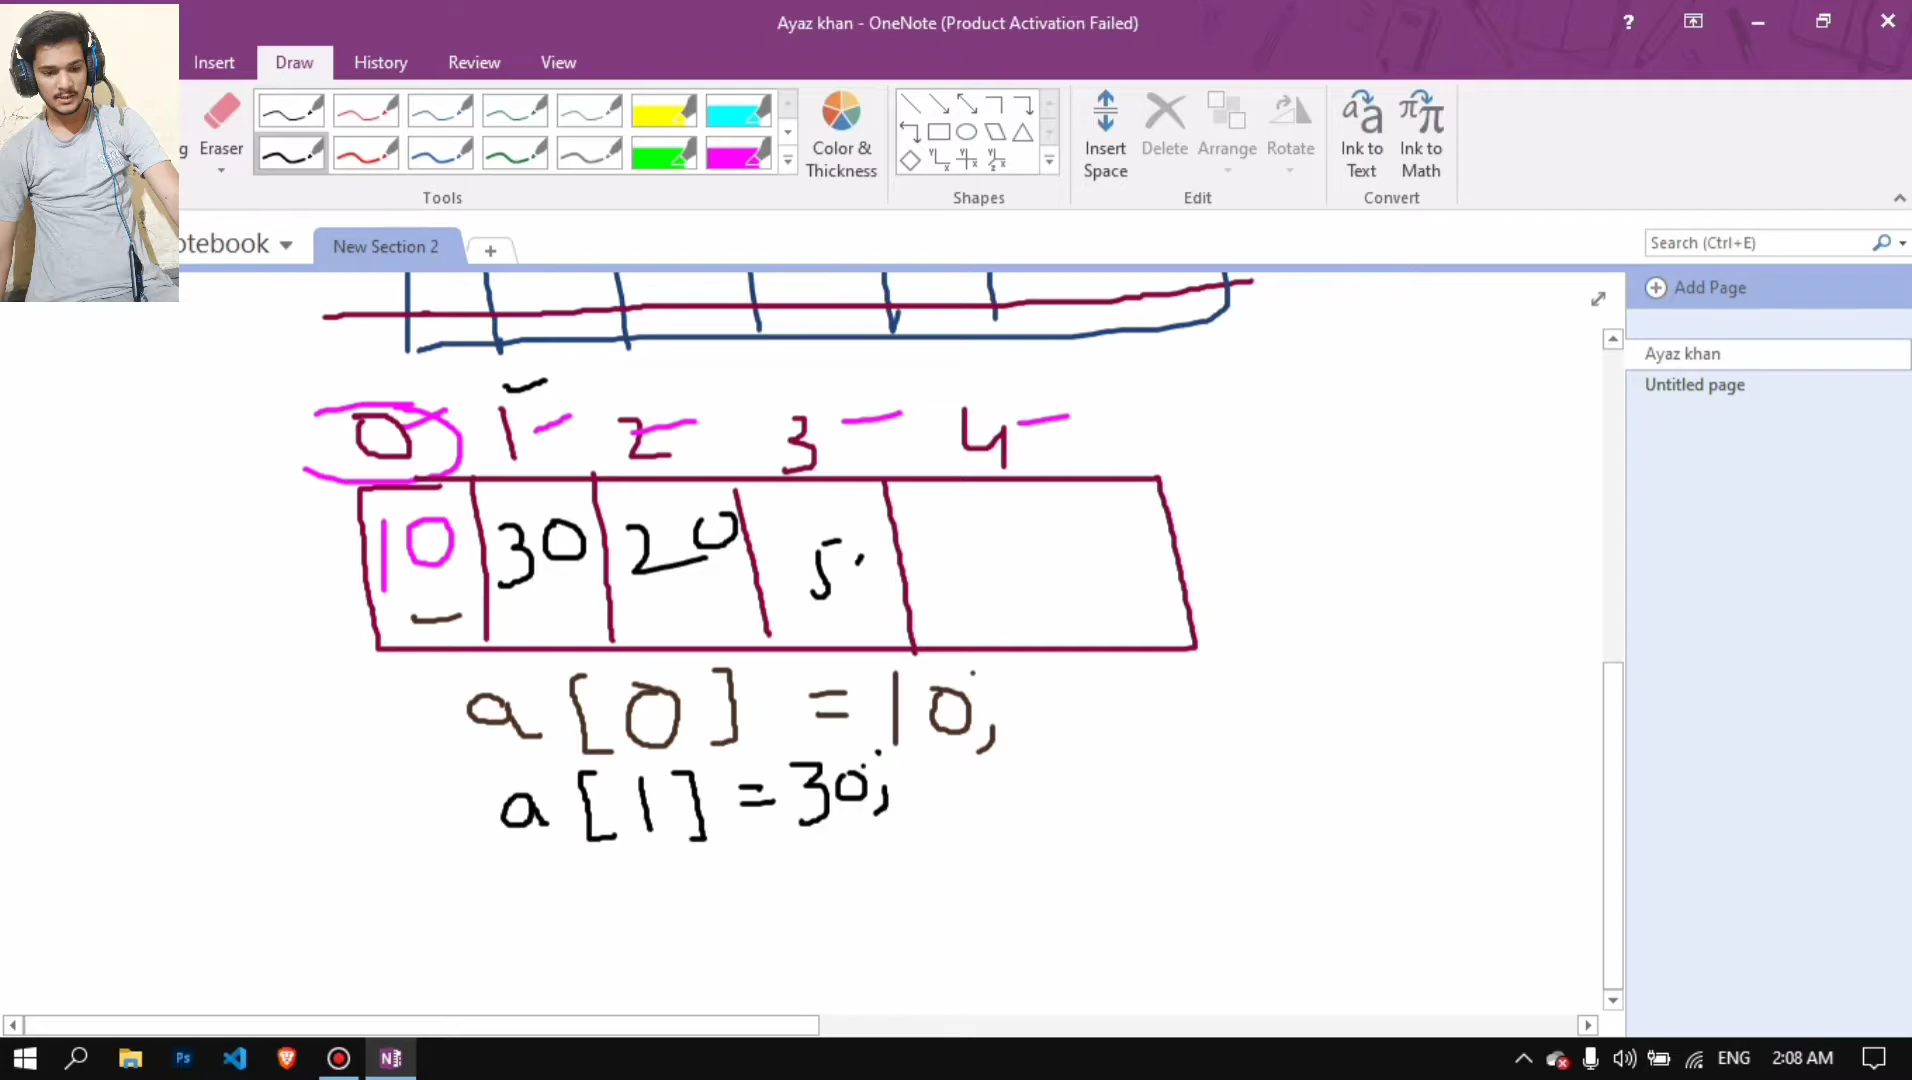 Ayaz khan - OneNote (Product Activation Failed)
Insert Draw History Review View
Eraser
Color & Thickness
Insert Space
Delete
Arrange
Rotate
Ink to Text
Ink to Math
Tools
Shapes
Edit
Convert
otebook
New Section 2
Search (Ctrl+E)
Add Page
Ayaz khan
Untitled page
0 1 2 3 4
10 30 20 5
a[0] = 10;
a[1] = 30;
Ps
N
ENG
2:08 AM